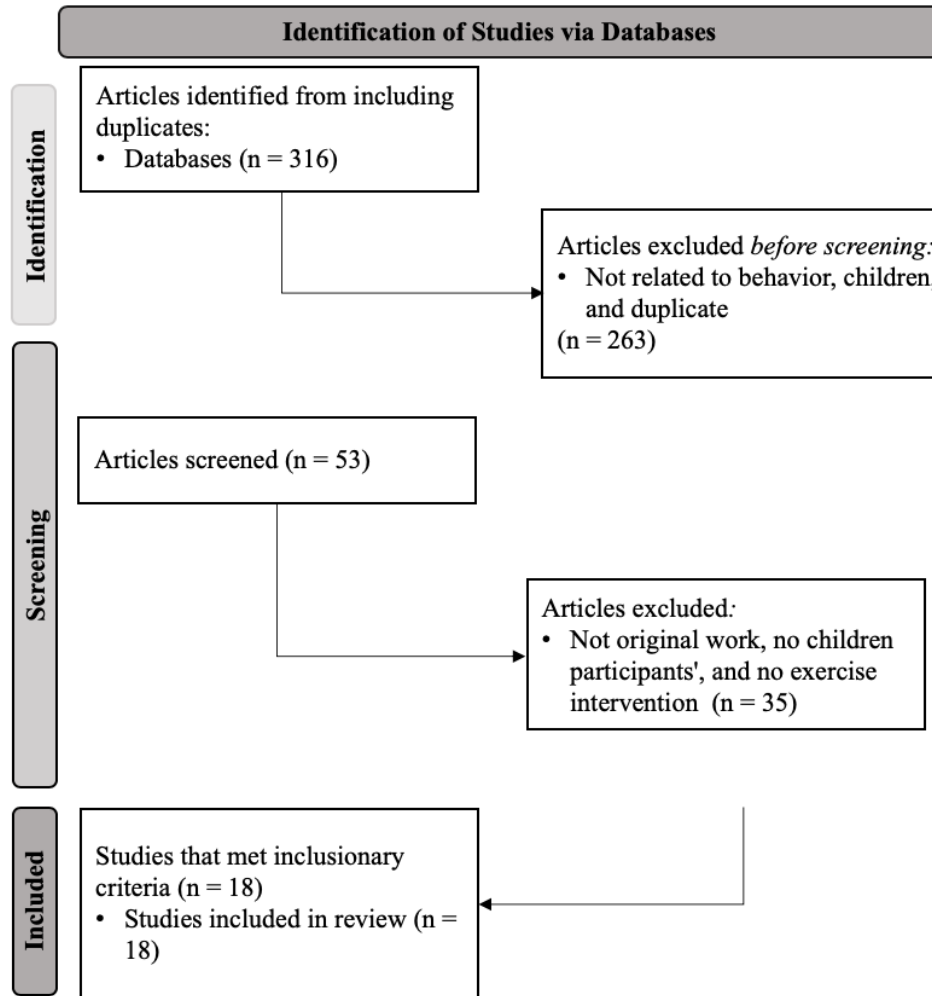 Identification of Studies via Databases
Identification
Articles identified from including
duplicates:
• Databases (n = 316)
Articles excluded before screening:
• Not related to behavior, children,
and duplicate
(n = 263)
Screening
Articles screened (n = 53)
Articles excluded:
• Not original work, no children
participants', and no exercise
intervention (n = 35)
Included
Studies that met inclusionary
criteria (n = 18)
• Studies included in review (n =
18)